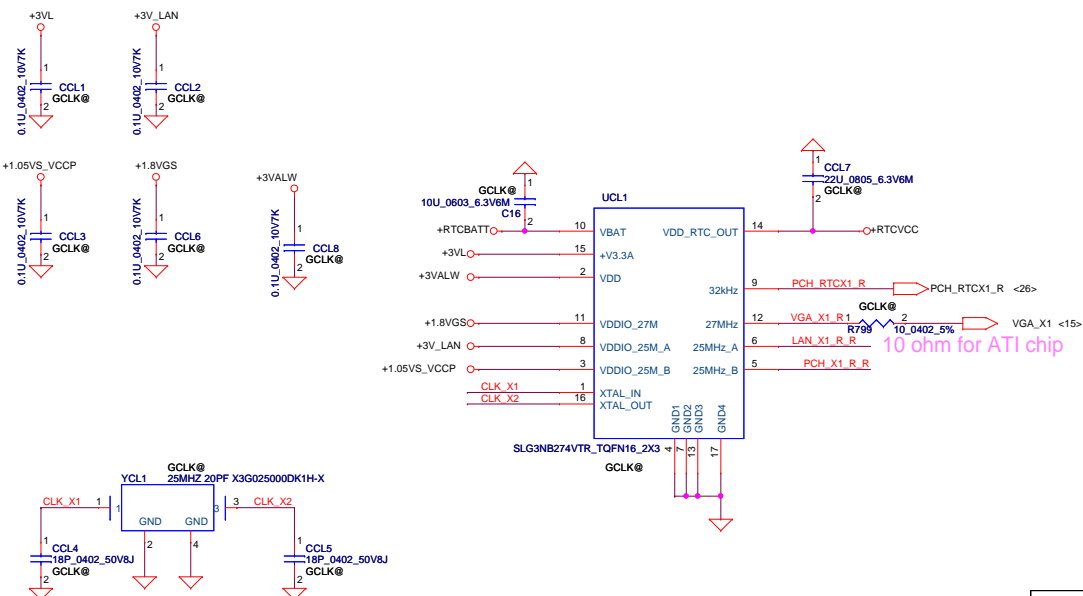 +3VL
+3V_LAN
0.1U_0402_10V7K
1
CCL1
GCLK@
2
0.1U_0402_10V7K
1
CCL2
GCLK@
2
+1.05VS_VCCP
+1.8VGS
+3VALW
0.1U_0402_10V7K
1
CCL3
GCLK@
2
0.1U_0402_10V7K
1
CCL6
GCLK@
2
0.1U_0402_10V7K
1
CCL8
GCLK@
2
GCLK@
10U_0603_6.3V6M
C16
1
2
UCL1
1
CCL7
22U_0805_6.3V6M
GCLK@
2
+RTCBATT
10
VBAT
VDD_RTC_OUT
14
+RTCVCC
+3VL
15
+V3.3A
+3VALW
2
VDD
32kHz
9
PCH_RTCX1_R
PCH_RTCX1_R <26>
GCLK@
+1.8VGS
11
VDDIO_27M
27MHz
12
VGA_X1_R
1
R799
2
10_0402_5%
VGA_X1 <15>
+3V_LAN
8
VDDIO_25M_A
25MHz_A
6
LAN_X1_R_R
10 ohm for ATI chip
+1.05VS_VCCP
3
VDDIO_25M_B
25MHz_B
5
PCH_X1_R_R
CLK_X1
1
XTAL_IN
CLK_X2
16
XTAL_OUT
GND1
GND2
GND3
GND4
4
7
13
17
SLG3NB274VTR_TQFN16_2X3
GCLK@
GCLK@
YCL1
25MHZ 20PF X3G025000DK1H-X
CLK_X1
1
1
3
3
CLK_X2
GND
GND
2
4
1
CCL4
18P_0402_50V8J
GCLK@
2
1
CCL5
18P_0402_50V8J
GCLK@
2